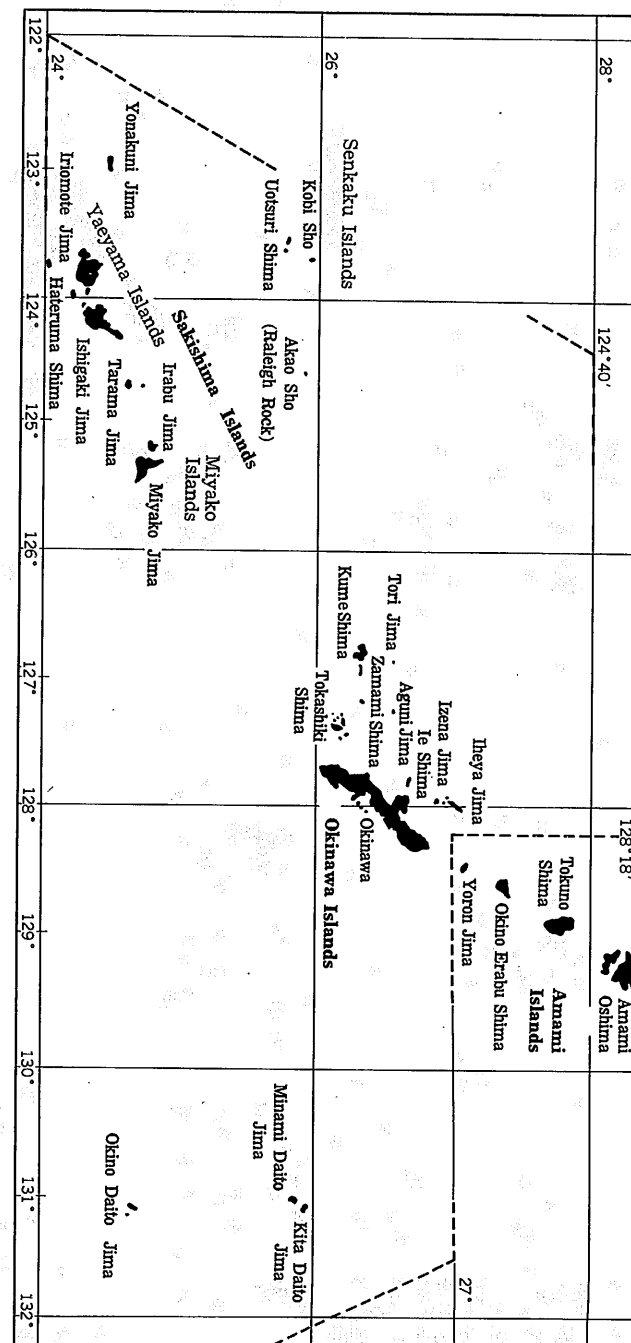 28°
26°
24°
122°
123°
124°
125°
126°
127°
128°
129°
130°
131°
132°
124°40′
128°18′
27°
Senkaku Islands
Kobi Sho
Uotsuri Shima
Akao Sho
(Raleigh Rock)
Yonakuni Jima
Iriomote Jima
Yaeyama Islands
Hateruma Shima
Ishigaki Jima
Tarama Jima
Sakishima Islands
Irabu Jima
Miyako
Islands
Miyako Jima
Kume Shima
Tori Jima
Zamami Shima
Aguni Jima
Tokashiki
Shima
Ie Shima
Izena Jima
Iheya Jima
Okinawa
Okinawa Islands
Yoron Jima
Okino Erabu Shima
Tokuno
Shima
Amami
Islands
Amami
Oshima
Minami Daito
Jima
Kita Daito
Jima
Okino Daito Jima